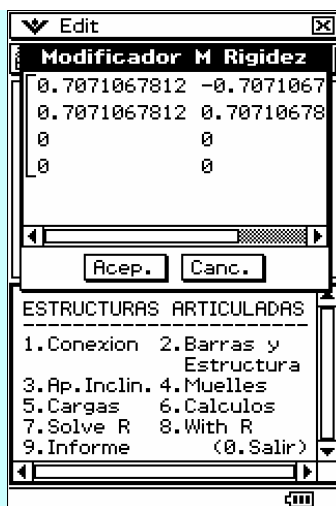 Edit
Modificador M Rigidez
0.7071067812 -0.7071067
0.7071067812 0.70710678
0 0
0 0
Acep. Canc.
ESTRUCTURAS ARTICULADAS
-----------------------
1.Conexion 2.Barras y
Estructura
3.Ap.Inclin. 4.Muelles
5.Cargas 6.Calculos
7.Solve R 8.With R
9.Informe (0.Salir)